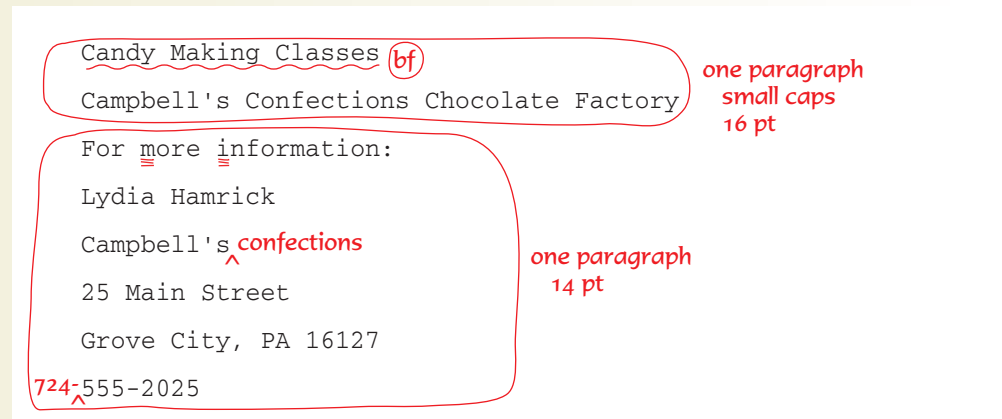 Candy Making Classes bf
one paragraph
small caps
16 pt
Campbell's Confections Chocolate Factory
For more information:
Lydia Hamrick
Campbell's confections
one paragraph
14 pt
25 Main Street
Grove City, PA 16127
724-555-2025